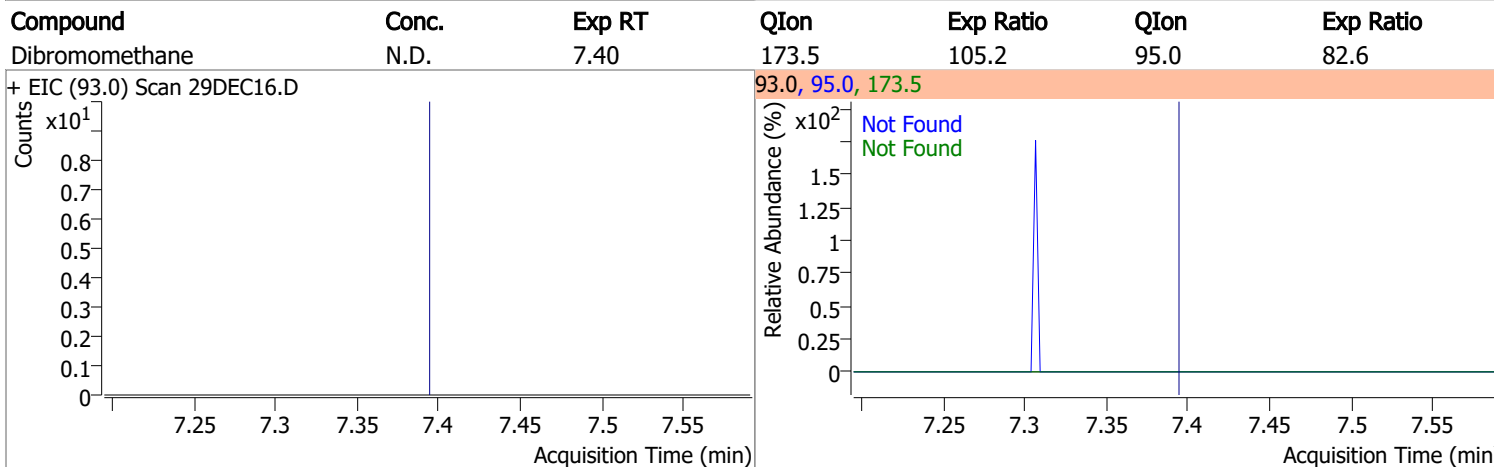 Compound Conc. Exp RT QIon Exp Ratio QIon Exp Ratio
Dibromomethane N.D. 7.40 173.5 105.2 95.0 82.6
+ EIC (93.0) Scan 29DEC16.D
Counts
x10¹
0.8
0.7
0.6
0.5
0.4
0.3
0.2
0.1
0
7.25 7.3 7.35 7.4 7.45 7.5 7.55
Acquisition Time (min)
93.0, 95.0, 173.5
Relative Abundance (%)
x10²
Not Found
Not Found
1.5
1.25
1
0.75
0.5
0.25
0
7.25 7.3 7.35 7.4 7.45 7.5 7.55
Acquisition Time (min